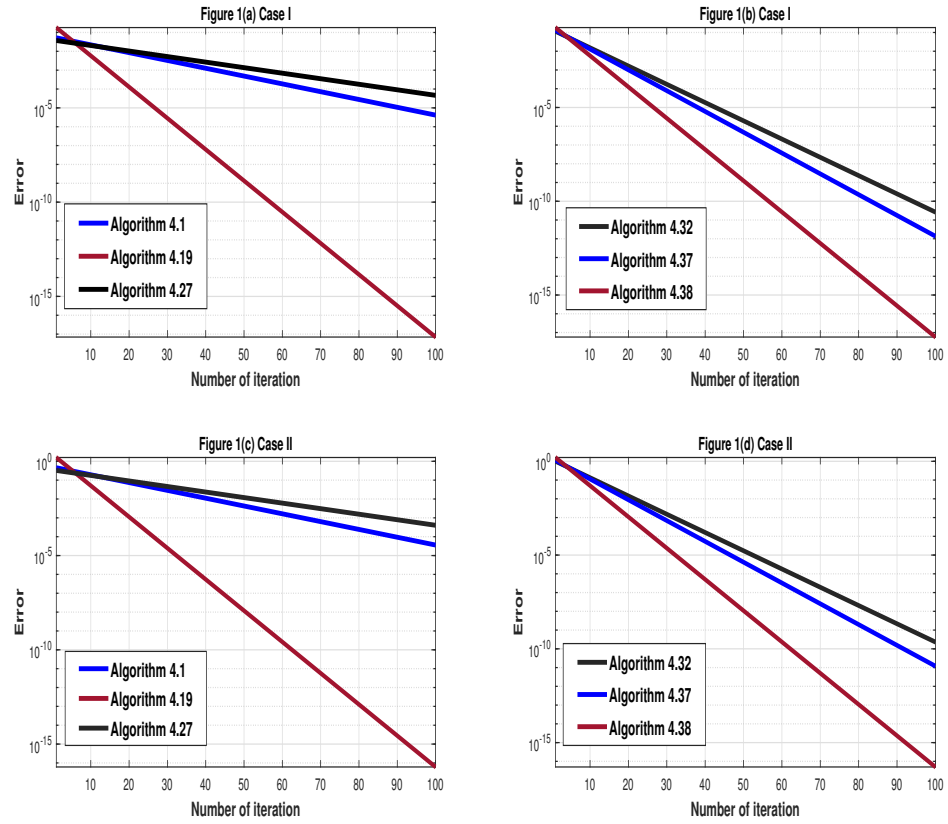 Figure 1(a) Case I
10^-5
10^-10
10^-15
Error
Algorithm 4.1
Algorithm 4.19
Algorithm 4.27
10 20 30 40 50 60 70 80 90 100
Number of iteration
Figure 1(b) Case I
10^-5
10^-10
10^-15
Error
Algorithm 4.32
Algorithm 4.37
Algorithm 4.38
10 20 30 40 50 60 70 80 90 100
Number of iteration
Figure 1(c) Case II
10^0
10^-5
10^-10
10^-15
Error
Algorithm 4.1
Algorithm 4.19
Algorithm 4.27
10 20 30 40 50 60 70 80 90 100
Number of iteration
Figure 1(d) Case II
10^0
10^-5
10^-10
10^-15
Error
Algorithm 4.32
Algorithm 4.37
Algorithm 4.38
10 20 30 40 50 60 70 80 90 100
Number of iteration